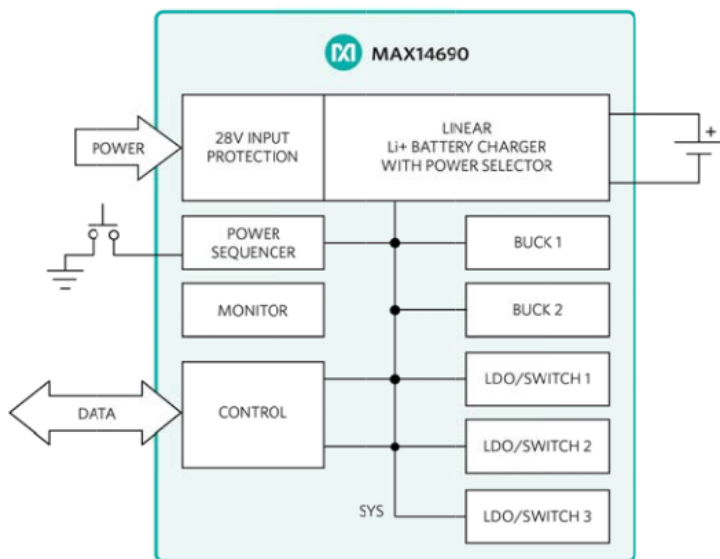 MAX14690
POWER
28V INPUT
PROTECTION
LINEAR
Li+ BATTERY CHARGER
WITH POWER SELECTOR
+
POWER
SEQUENCER
BUCK 1
MONITOR
BUCK 2
DATA
CONTROL
LDO/SWITCH 1
LDO/SWITCH 2
SYS
LDO/SWITCH 3